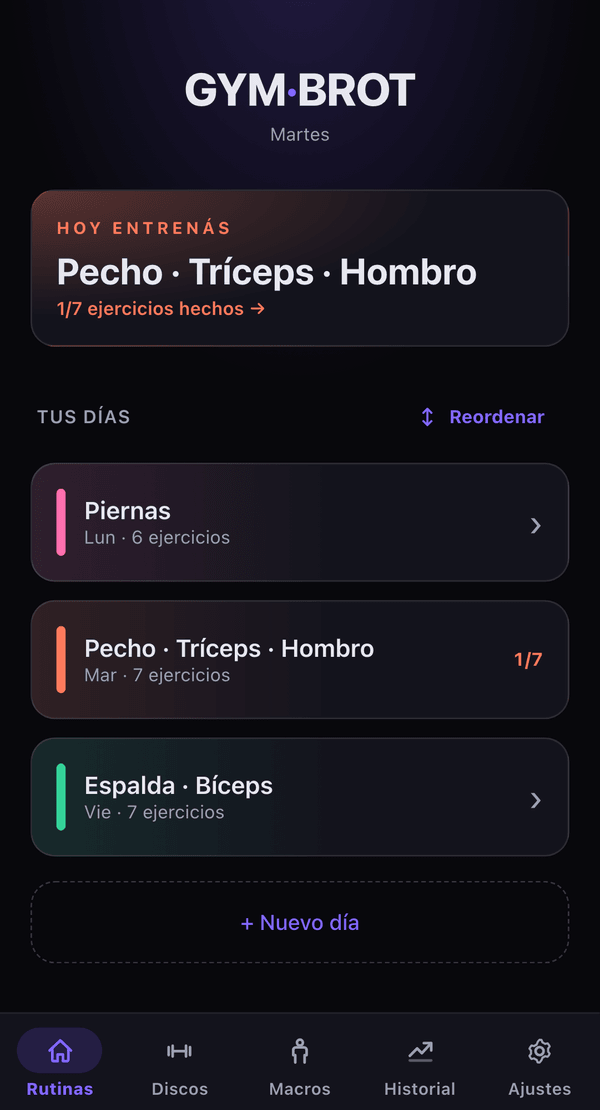 GYM·BROT
Martes
HOY ENTRENÁS
Pecho · Tríceps · Hombro
1/7 ejercicios hechos →
TUS DÍAS
↕ Reordenar
Piernas
Lun · 6 ejercicios
›
Pecho · Tríceps · Hombro
Mar · 7 ejercicios
1/7
Espalda · Bíceps
Vie · 7 ejercicios
›
+ Nuevo día
Rutinas
Discos
Macros
Historial
Ajustes